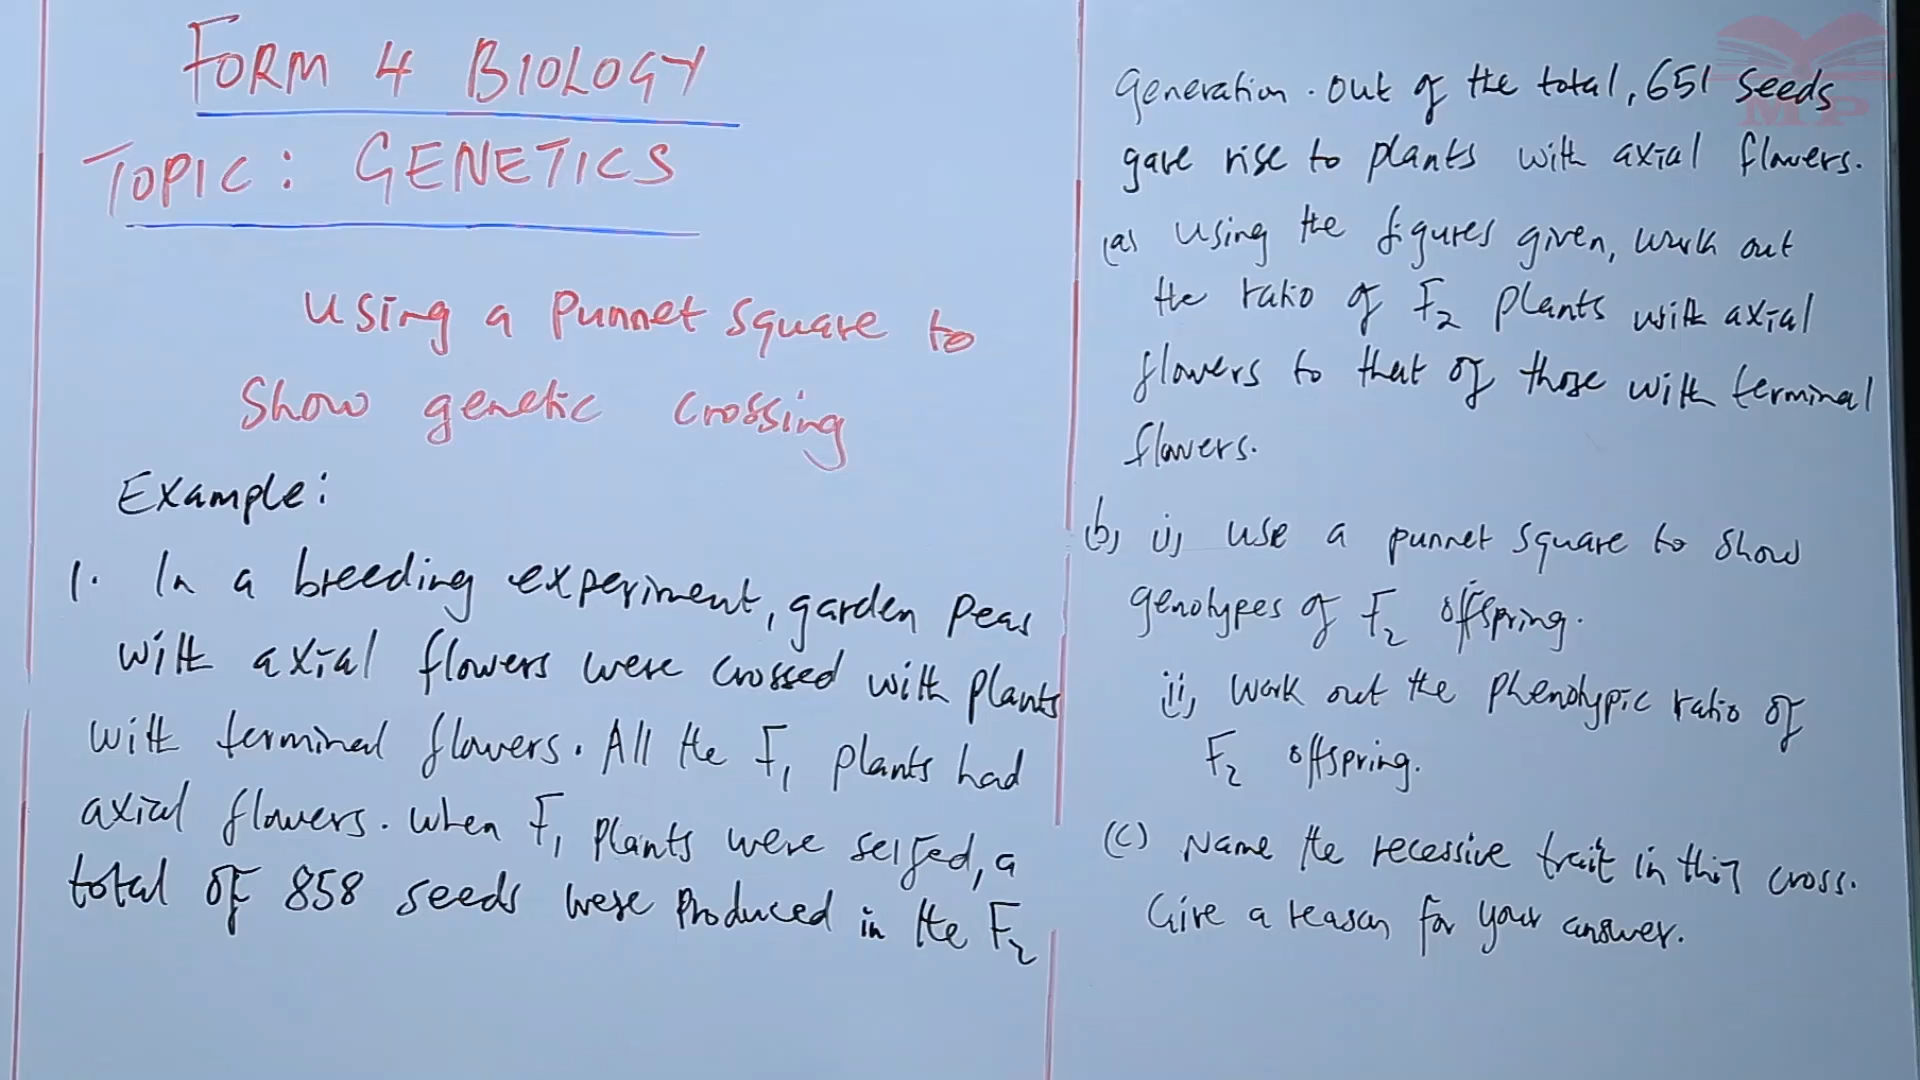 FORM 4 BIOLOGY
TOPIC: GENETICS
using a punnet square to
show genetic crossing
Example:
1. In a breeding experiment, garden peas
with axial flowers were crossed with plants
with terminal flowers. All the F₁ plants had
axial flowers. when F₁ plants were selfed, a
total of 858 seeds were produced in the F₂
generation. out of the total, 651 seeds
gave rise to plants with axial flowers.
(a) using the figures given, work out
the ratio of F₂ plants with axial
flowers to that of those with terminal
flowers.
(b) i) use a punnet square to show
genotypes of F₂ offspring.
ii) work out the phenotypic ratio of
F₂ offspring.
(c) Name the recessive trait in this cross.
Give a reason for your answer.
MP